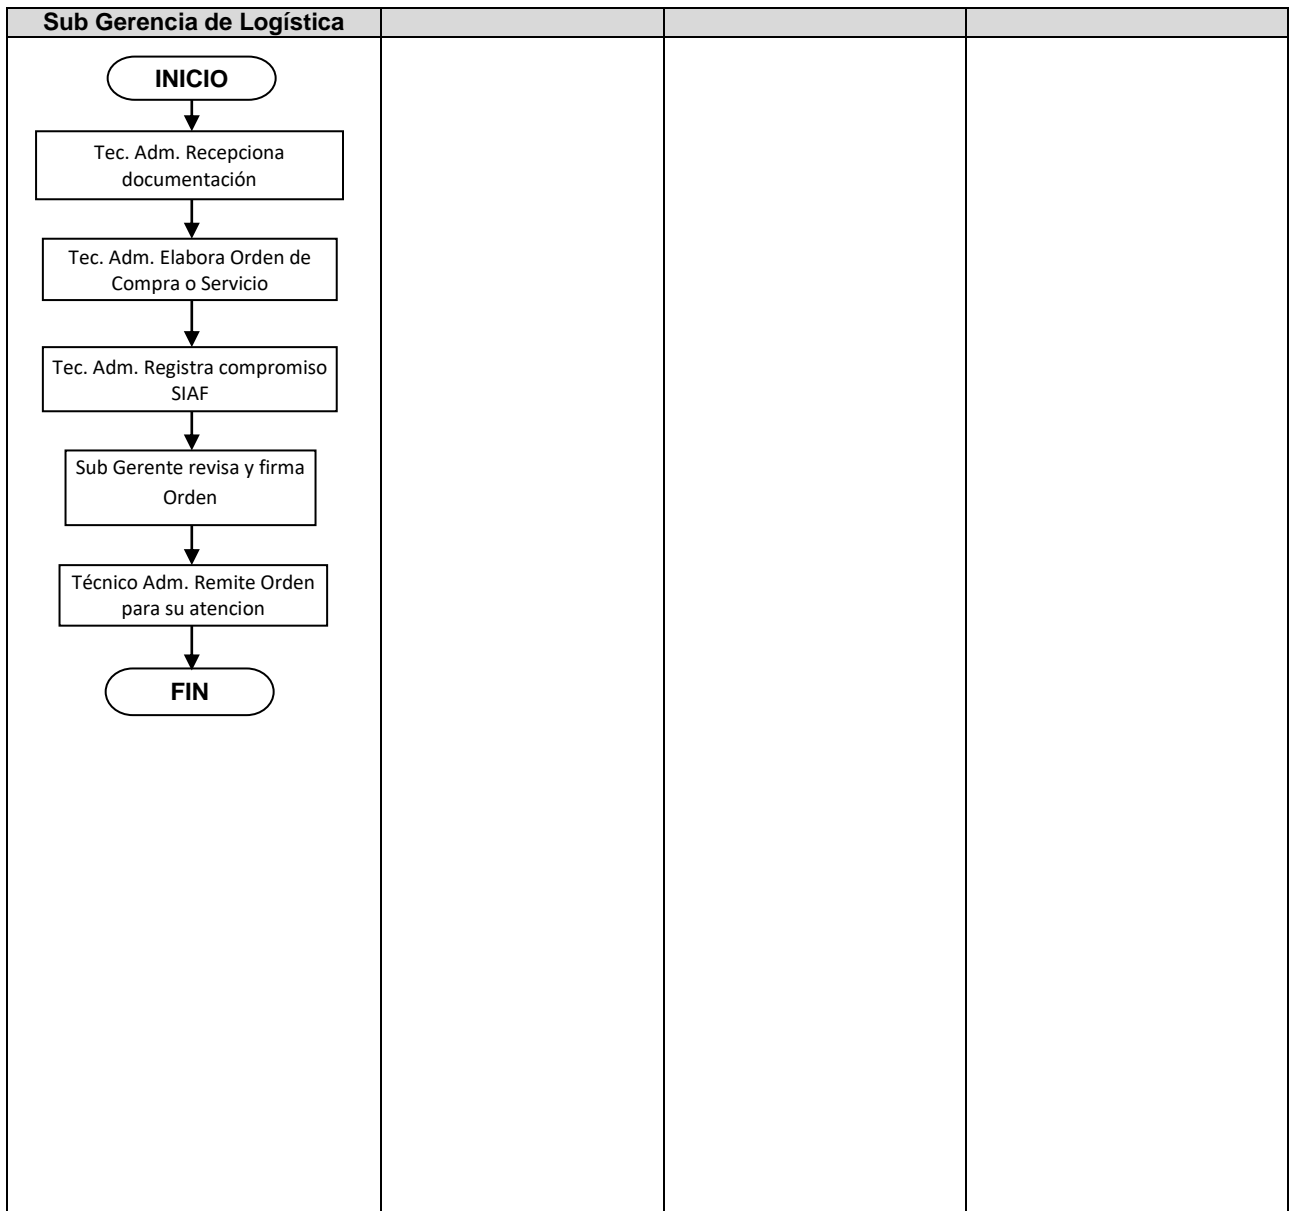 Sub Gerencia de Logística
INICIO
Tec. Adm. Recepciona
documentación
Tec. Adm. Elabora Orden de
Compra o Servicio
Tec. Adm. Registra compromiso
SIAF
Sub Gerente revisa y firma
Orden
Técnico Adm. Remite Orden
para su atencion
FIN